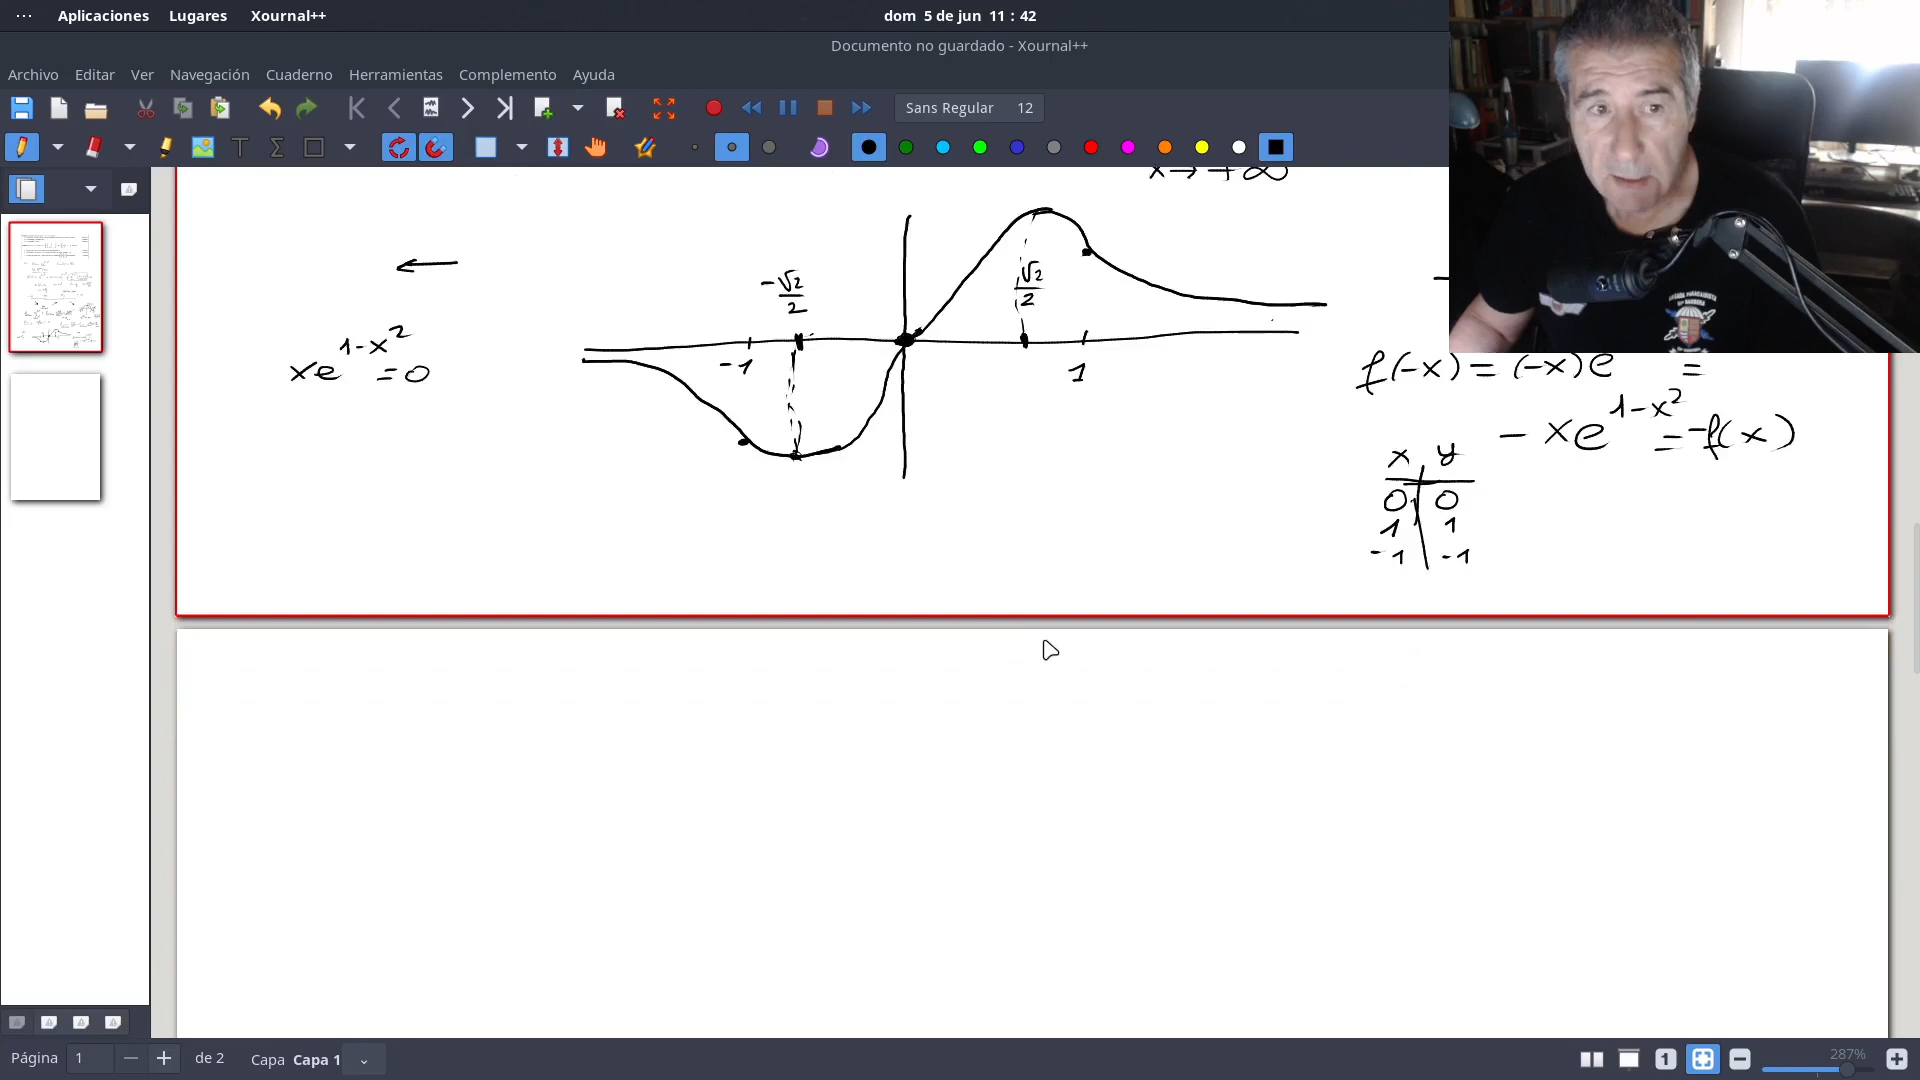 Aplicaciones Lugares Xournal++ dom 5 de jun 11 : 42
Documento no guardado - Xournal++
Archivo Editar Ver Navegación Cuaderno Herramientas Complemento Ayuda
Sans Regular 12
x→+∞
-√2/2
√2/2
xe^(1-x^2) =0
-1
1
f(-x) = (-x)e =
- xe^(1-x^2) = -f(x)
x y
0 0
1 1
-1 -1
Página 1 de 2 Capa Capa 1 287%